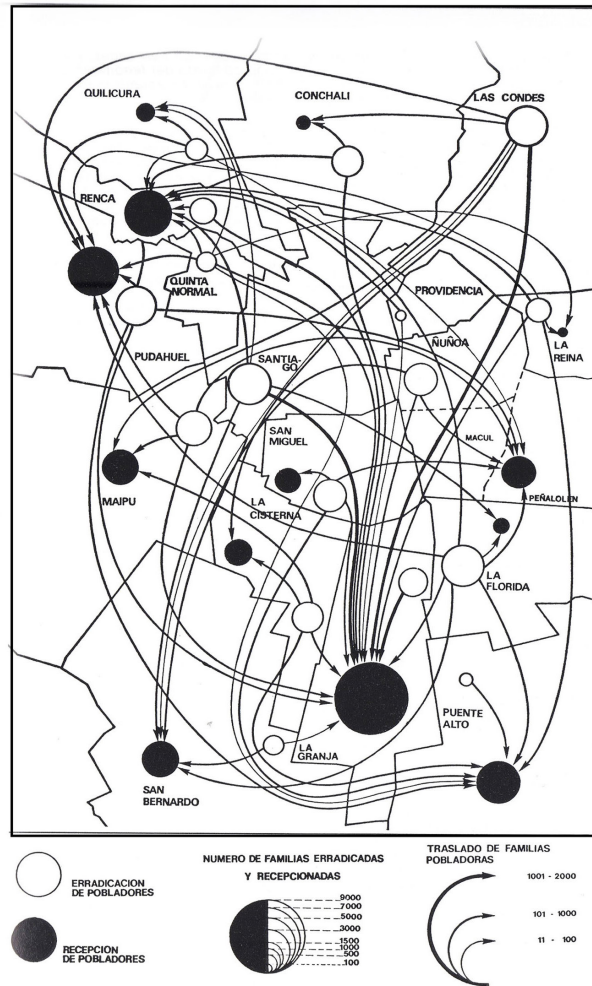 QUILICURA
CONCHALI
LAS CONDES
RENCA
QUINTA
NORMAL
PROVIDENCIA
ÑUÑOA
LA
REINA
PUDAHUEL
SANTIA-
GO
SAN
MIGUEL
MACUL
MAIPU
LA
CISTERNA
PEÑALOLEN
LA
FLORIDA
PUENTE
ALTO
LA
GRANJA
SAN
BERNARDO
ERRADICACION
DE POBLADORES
RECEPCION
DE POBLADORES
NUMERO DE FAMILIAS ERRADICADAS
Y RECEPCIONADAS
9000
7000
5000
3000
1500
1000
500
100
TRASLADO DE FAMILIAS
POBLADORAS
1001 - 2000
101 - 1000
11 - 100